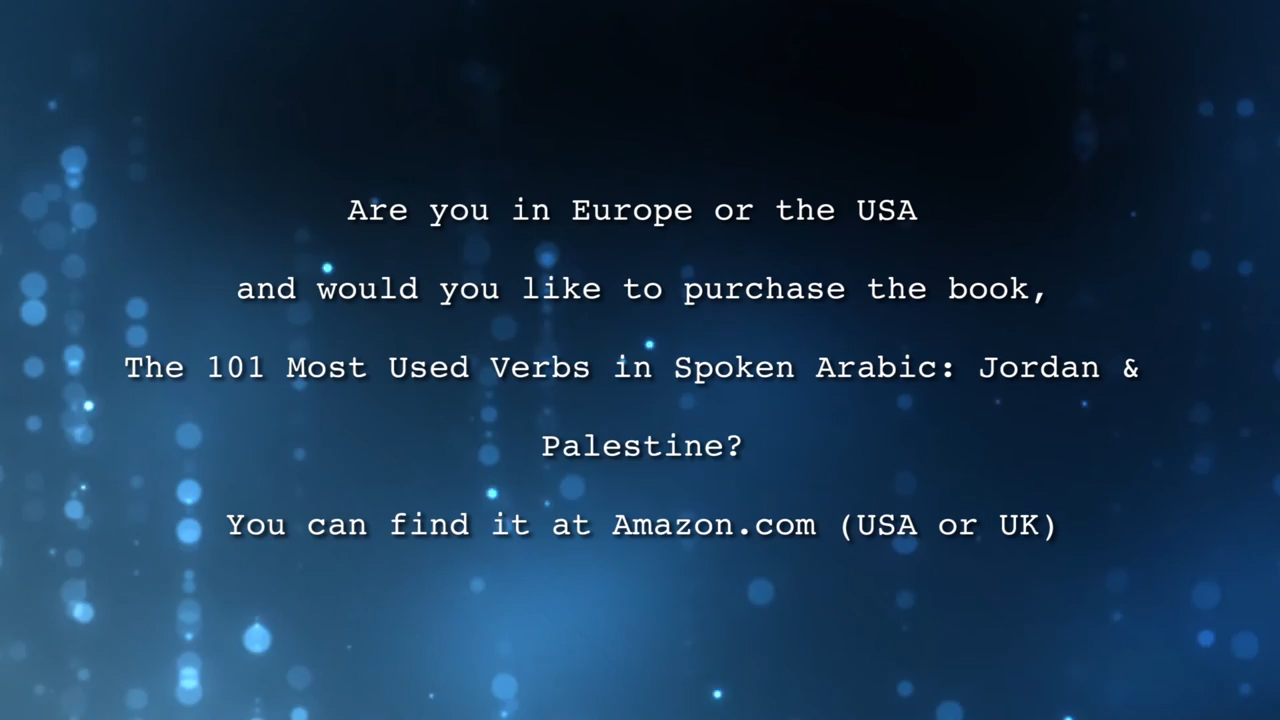 Are you in Europe or the USA
and would you like to purchase the book,
The 101 Most Used Verbs in Spoken Arabic: Jordan &
Palestine?
You can find it at Amazon.com (USA or UK)